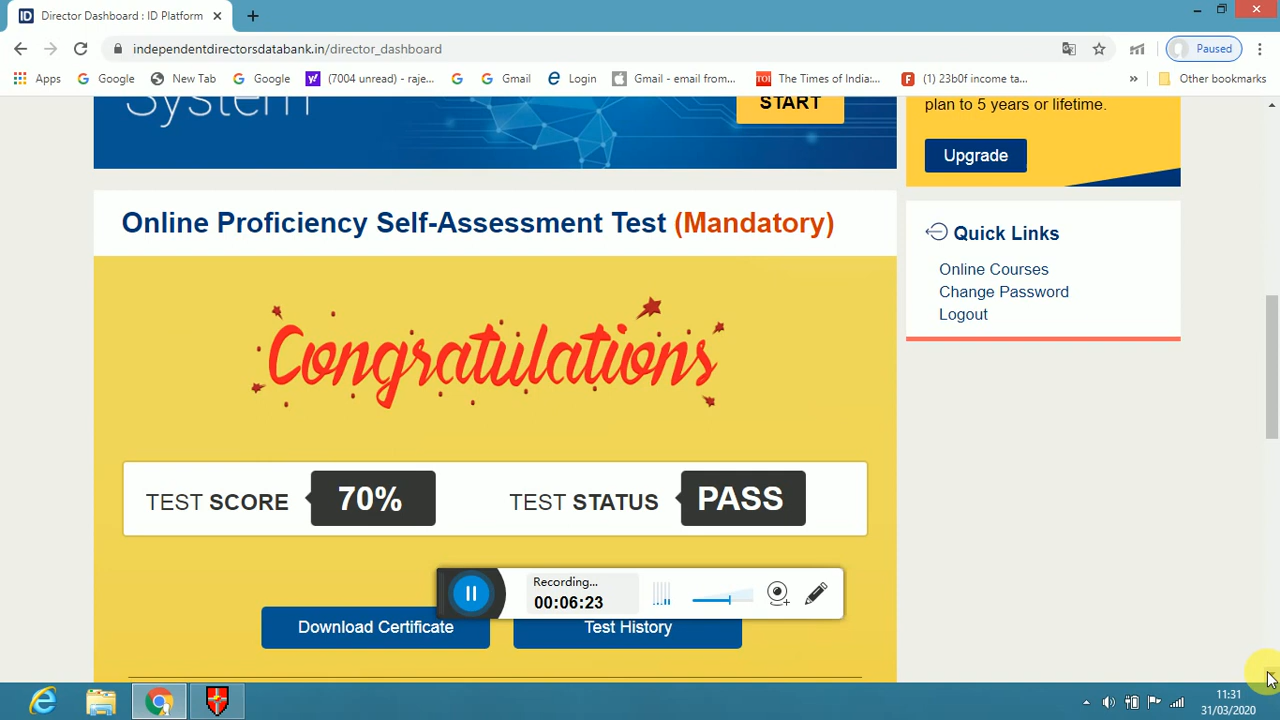 Director Dashboard : ID Platform
independentdirectorsdatabank.in/director_dashboard
Paused
Apps
Google
New Tab
Google
(7004 unread) - raje...
Gmail
Login
Gmail - email from...
The Times of India:...
(1) 23b0f income ta...
»
Other bookmarks
System
START
plan to 5 years or lifetime.
Upgrade
Online Proficiency Self-Assessment Test (Mandatory)
Quick Links
Online Courses
Change Password
Logout
Congratulations
TEST SCORE 70% TEST STATUS PASS
Recording...
00:06:23
Download Certificate
Test History
11:31
31/03/2020